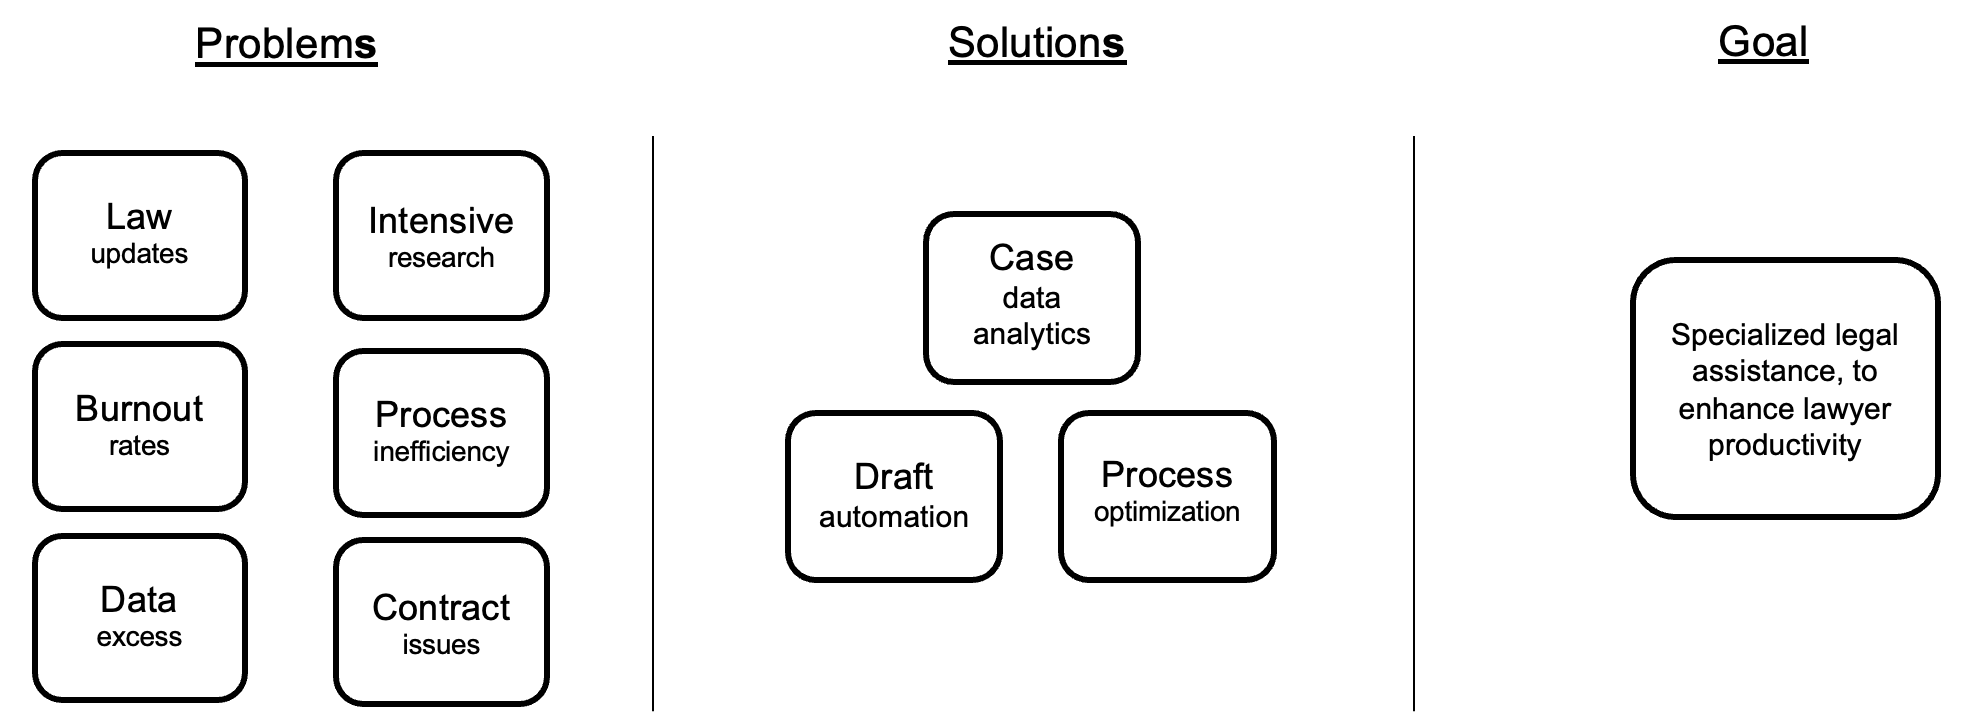 Problems
Solutions
Goal
Law
updates
Intensive
research
Burnout
rates
Process
inefficiency
Data
excess
Contract
issues
Case
data
analytics
Draft
automation
Process
optimization
Specialized legal
assistance, to
enhance lawyer
productivity